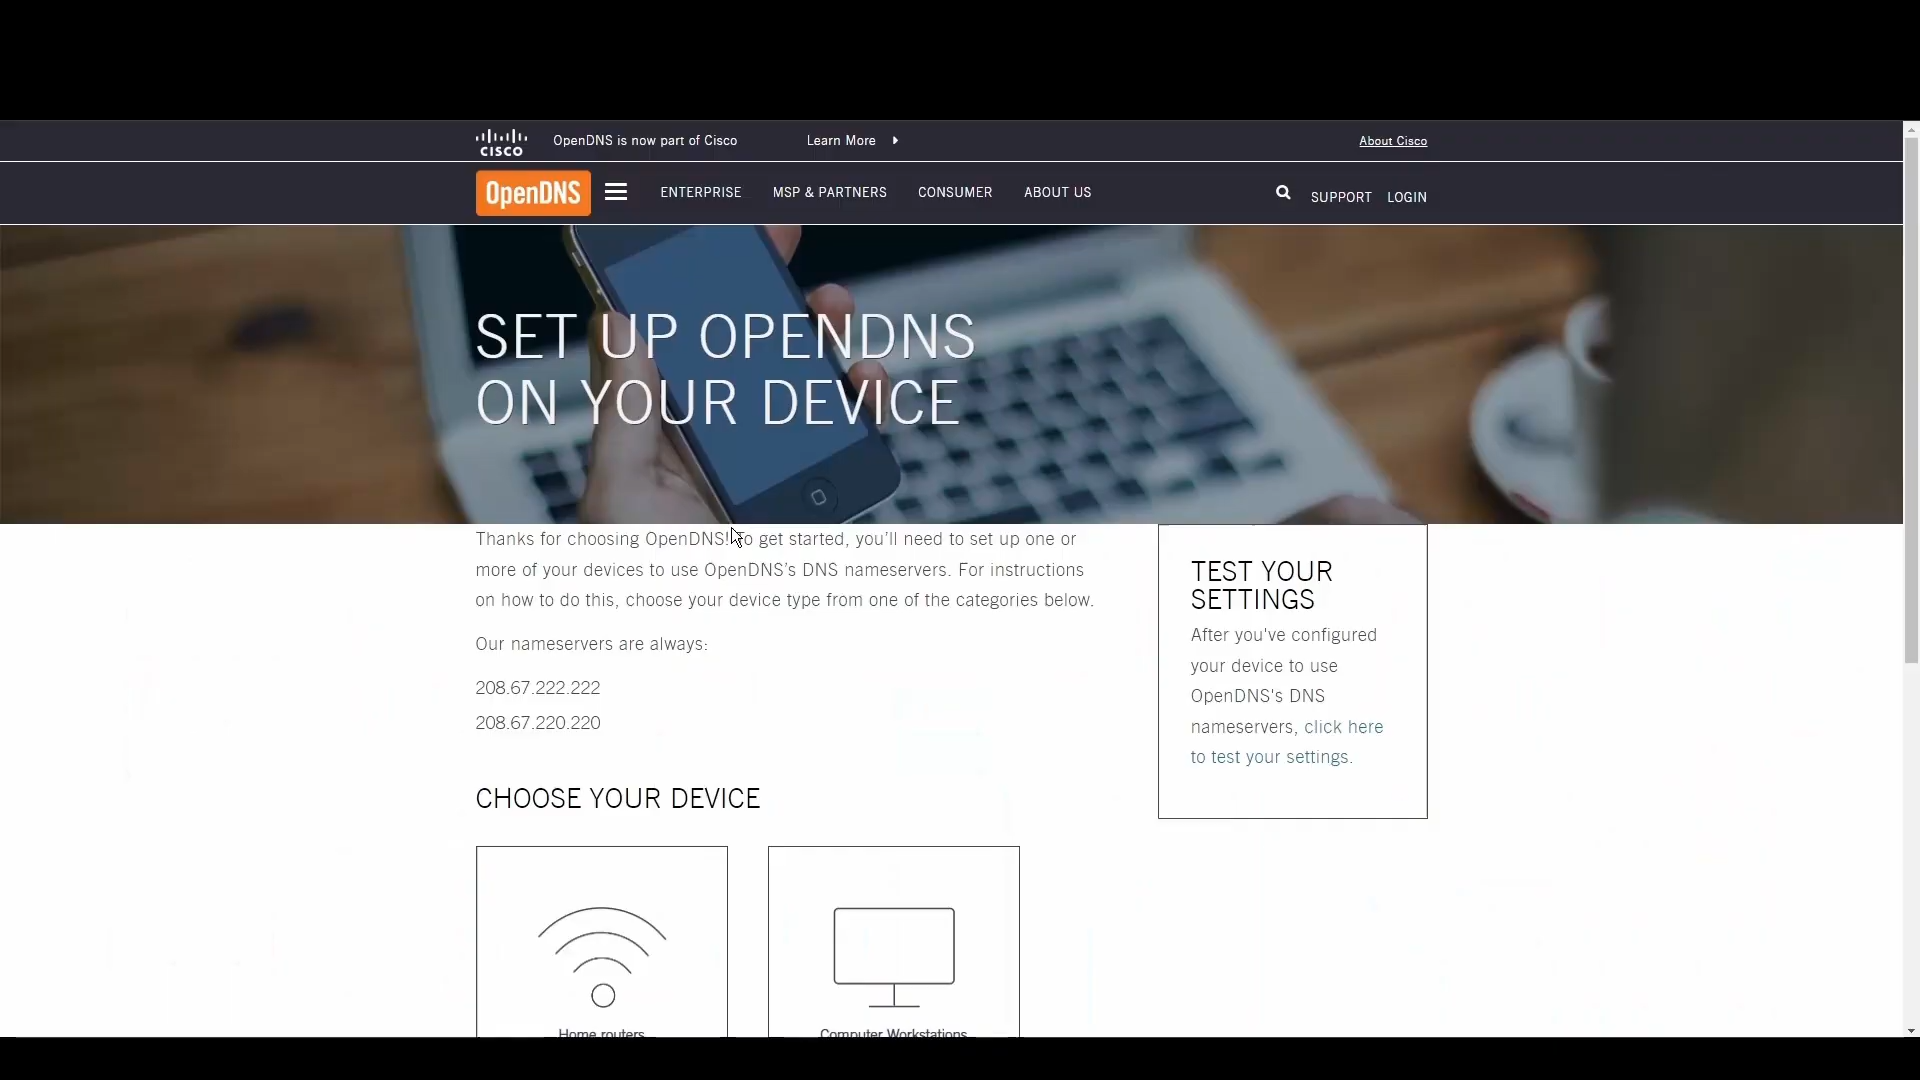 CISCO
OpenDNS is now part of Cisco
Learn More
About Cisco
OpenDNS
ENTERPRISE
MSP & PARTNERS
CONSUMER
ABOUT US
SUPPORT
LOGIN
SET UP OPENDNS
ON YOUR DEVICE
Thanks for choosing OpenDNS! To get started, you’ll need to set up one or
more of your devices to use OpenDNS’s DNS nameservers. For instructions
on how to do this, choose your device type from one of the categories below.
Our nameservers are always:
208.67.222.222
208.67.220.220
TEST YOUR
SETTINGS
After you've configured
your device to use
OpenDNS's DNS
nameservers, click here
to test your settings.
CHOOSE YOUR DEVICE
Home routers
Computer Workstations